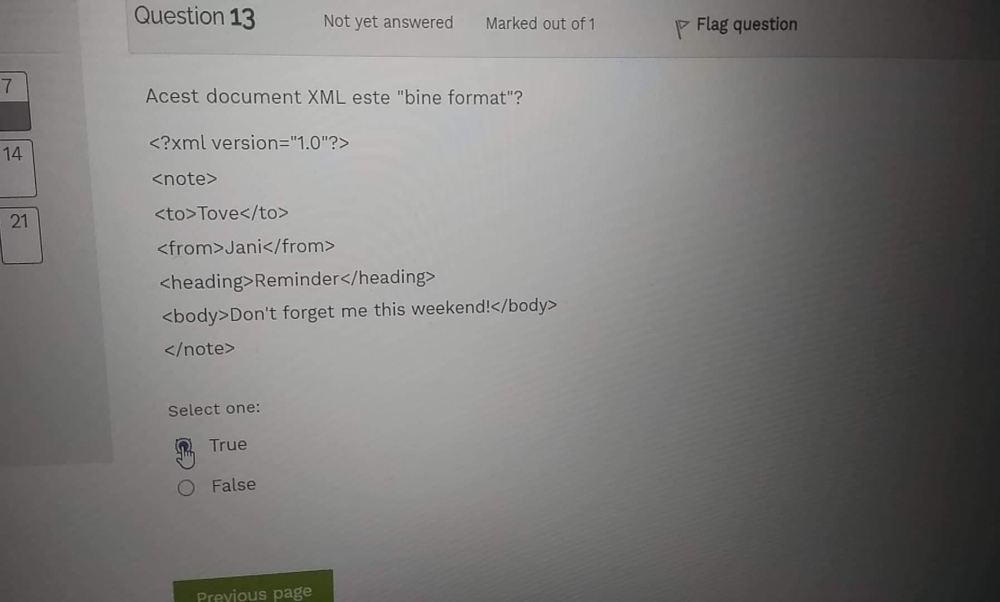 Question 13
Not yet answered
Marked out of 1
Flag question
7
14
21
Acest document XML este "bine format"?
<?xml version="1.0"?>
<note>
<to>Tove</to>
<from>Jani</from>
<heading>Reminder</heading>
<body>Don't forget me this weekend!</body>
</note>
Select one:
True
False
Previous page